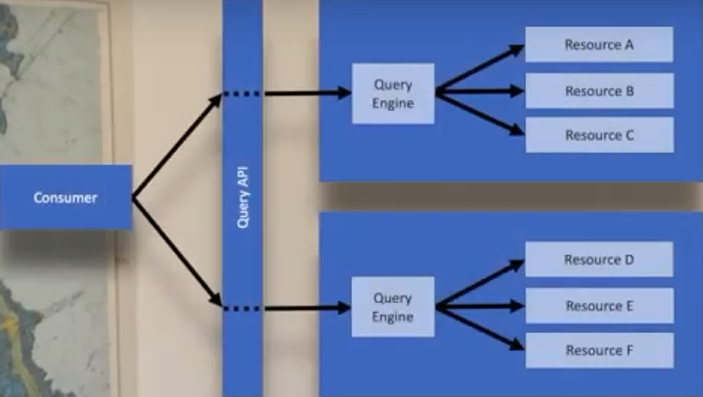 Consumer
Query API
Query
Engine
Resource A
Resource B
Resource C
Query
Engine
Resource D
Resource E
Resource F